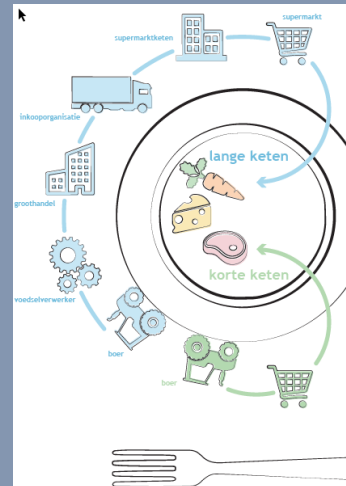 supermarkt
supermarktketen
inkooporganisatie
lange keten
groothandel
korte keten
voedselverwerker
boer
boer